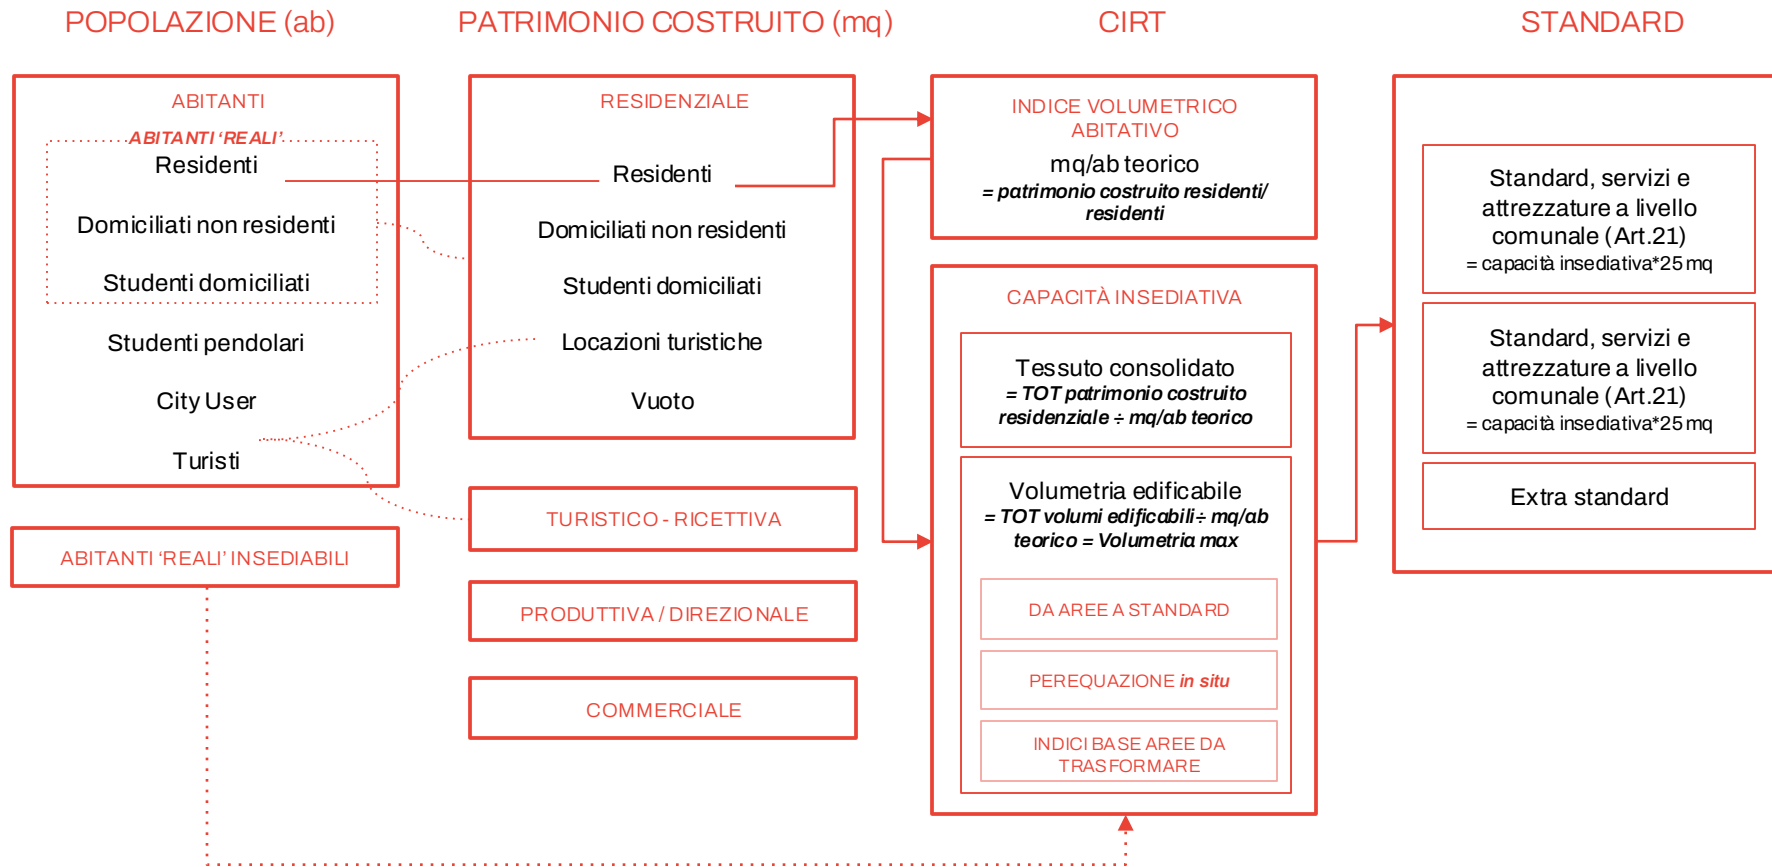 POPOLAZIONE (ab)
ABITANTI
ABITANTI ‘REALI’
Residenti
Domiciliati non residenti
Studenti domiciliati
Studenti pendolari
City User
Turisti
ABITANTI ‘REALI’ INSEDIABILI
PATRIMONIO COSTRUITO (mq)
RESIDENZIALE
Residenti
Domiciliati non residenti
Studenti domiciliati
Locazioni turistiche
Vuoto
TURISTICO - RICETTIVA
PRODUTTIVA / DIREZIONALE
COMMERCIALE
CIRT
INDICE VOLUMETRICO
ABITATIVO
mq/ab teorico
= patrimonio costruito residenti/
residenti
CAPACITÀ INSEDIATIVA
Tessuto consolidato
= TOT patrimonio costruito
residenziale ÷ mq/ab teorico
Volumetria edificabile
= TOT volumi edificabili÷ mq/ab
teorico = Volumetria max
DA AREE A STANDARD
PEREQUAZIONE in situ
INDICI BASE AREE DA
TRASFORMARE
STANDARD
Standard, servizi e
attrezzature a livello
comunale (Art.21)
= capacità insediativa*25 mq
Standard, servizi e
attrezzature a livello
comunale (Art.21)
= capacità insediativa*25 mq
Extra standard